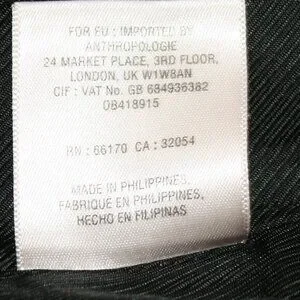 FOR EU : IMPORTED BY
ANTHROPOLOGIE
24 MARKET PLACE, 3RD FLOOR,
LONDON, UK W1W8AN
CIF : VAT No. GB 684936382
OB418915
RN : 66170 CA : 32054
MADE IN PHILIPPINES,
FABRIQUE EN PHILIPPINES,
HECHO EN FILIPINAS